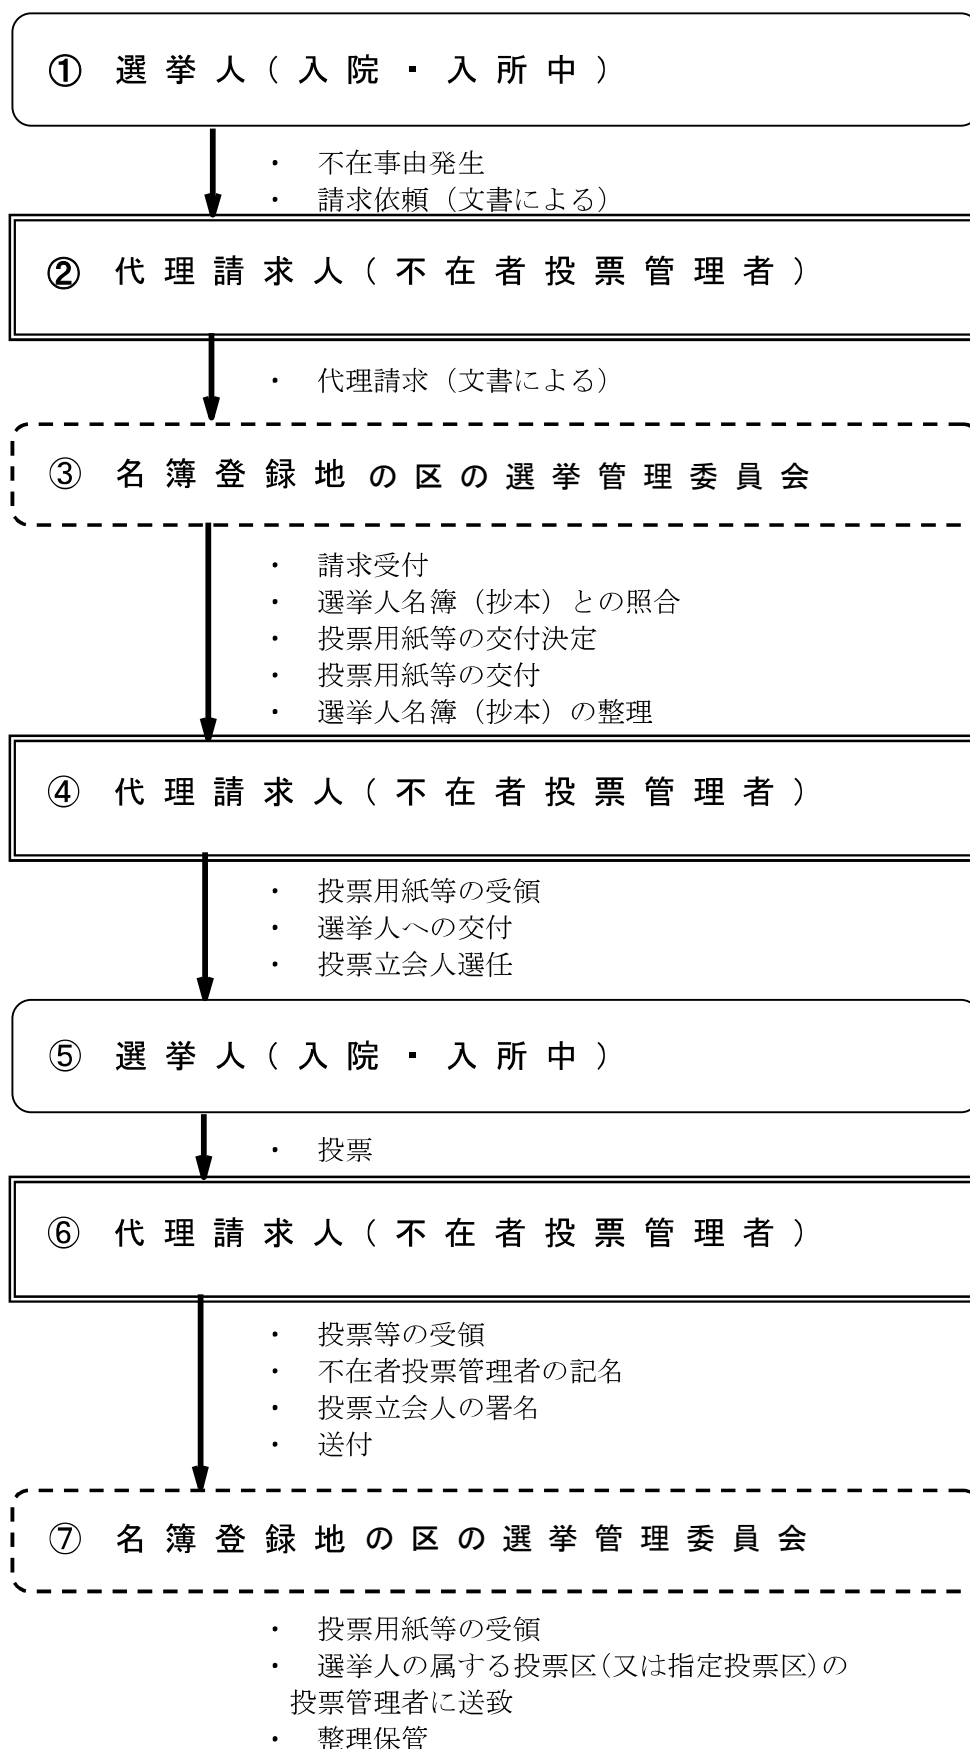 ① 選挙人(入院・入所中)
・ 不在事由発生
・ 請求依頼(文書による)
② 代理請求人(不在者投票管理者)
・ 代理請求(文書による)
③ 名簿登録地の区の選挙管理委員会
・ 請求受付
・ 選挙人名簿(抄本)との照合
・ 投票用紙等の交付決定
・ 投票用紙等の交付
・ 選挙人名簿(抄本)の整理
④ 代理請求人(不在者投票管理者)
・ 投票用紙等の受領
・ 選挙人への交付
・ 投票立会人選任
⑤ 選挙人(入院・入所中)
・ 投票
⑥ 代理請求人(不在者投票管理者)
・ 投票等の受領
・ 不在者投票管理者の記名
・ 投票立会人の署名
・ 送付
⑦ 名簿登録地の区の選挙管理委員会
・ 投票用紙等の受領
・ 選挙人の属する投票区(又は指定投票区)の
投票管理者に送致
・ 整理保管